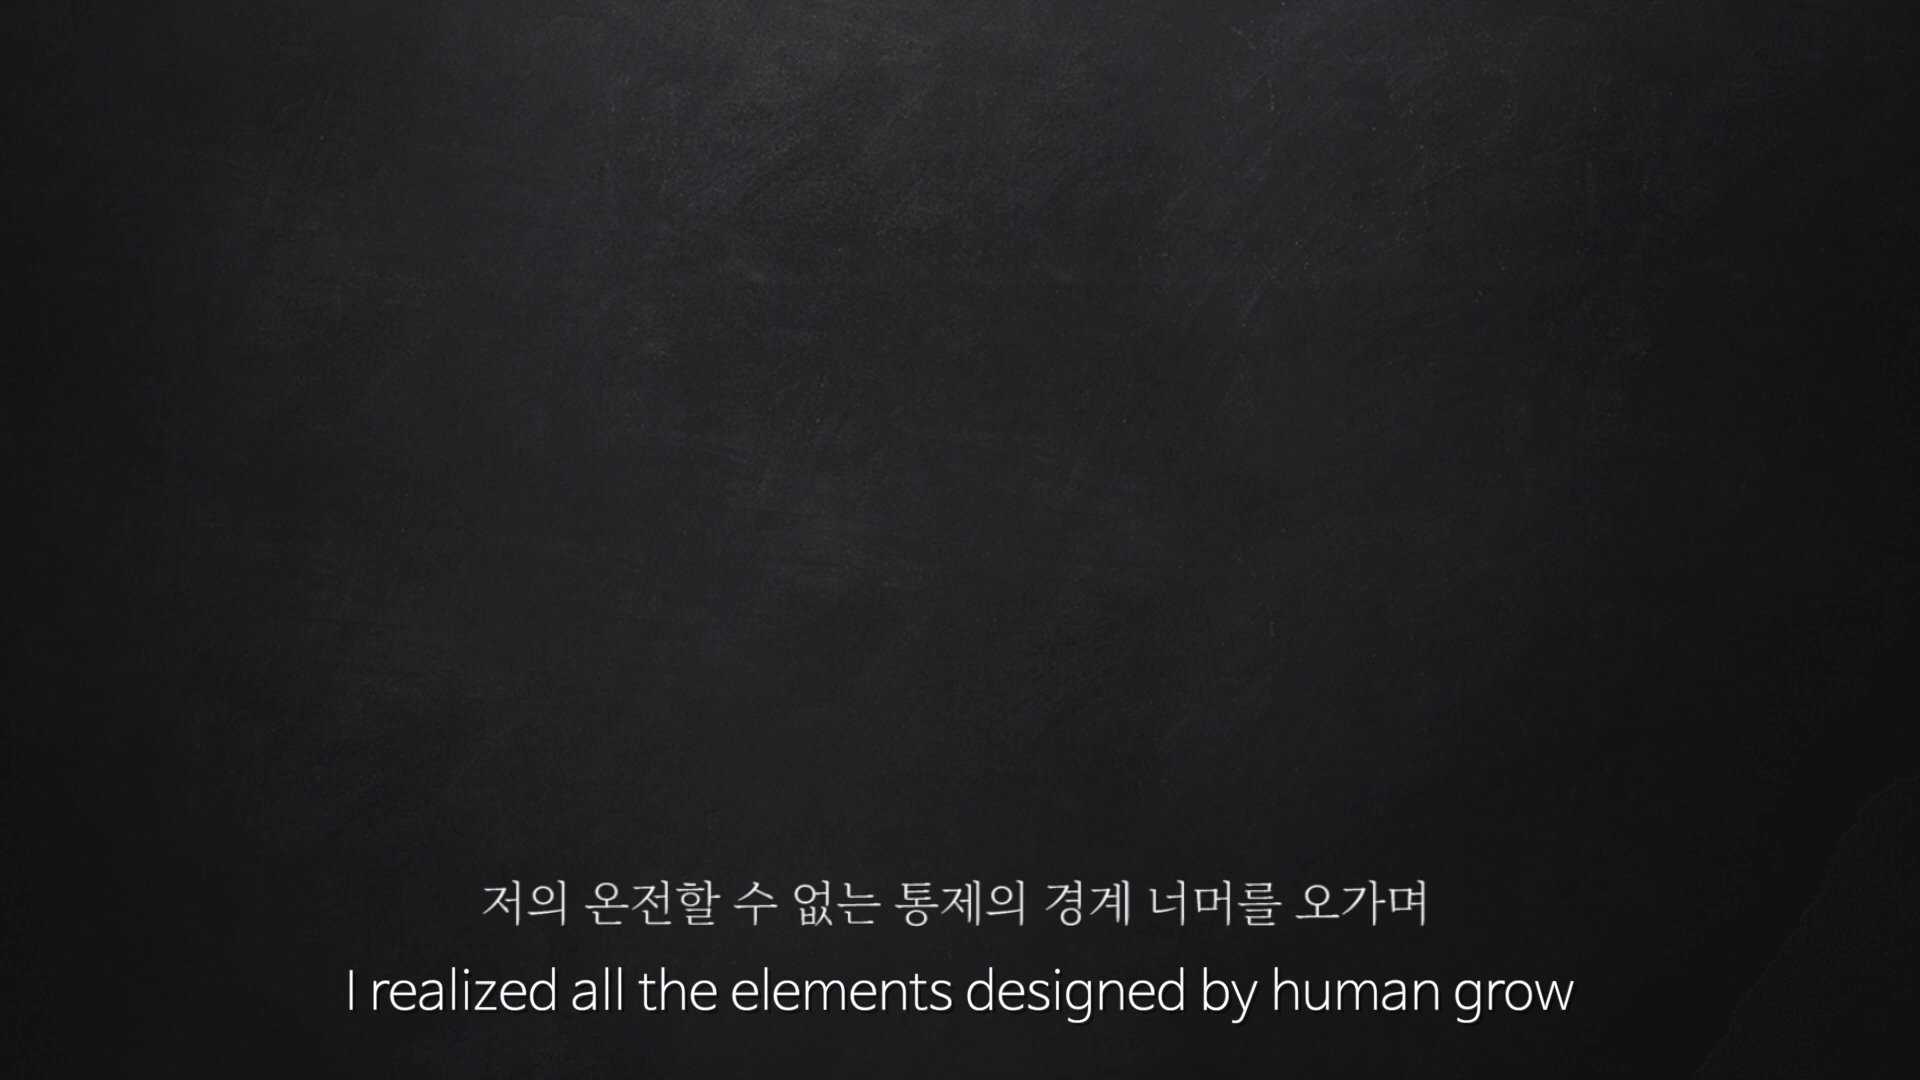 저의 온전할 수 없는 통제의 경계 너머를 오가며
I realized all the elements designed by human grow